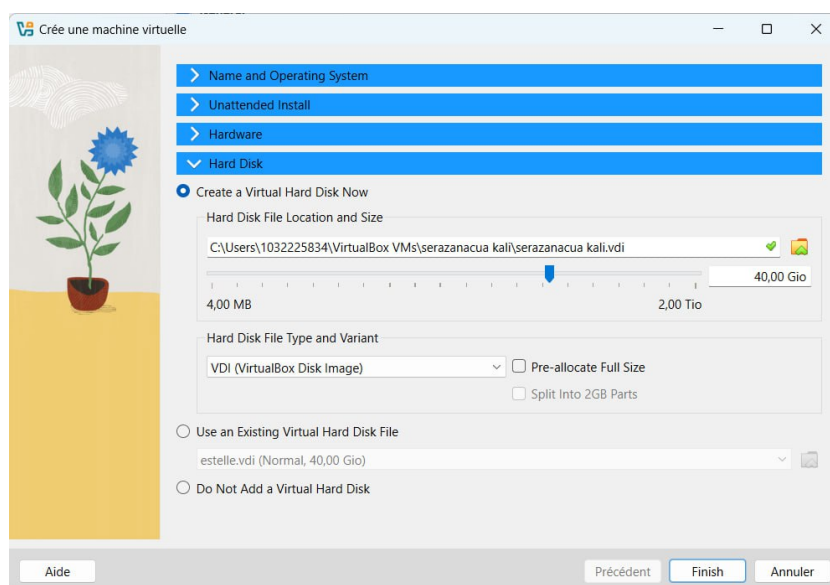 Crée une machine virtuelle
Name and Operating System
Unattended Install
Hardware
Hard Disk
Create a Virtual Hard Disk Now
Hard Disk File Location and Size
C:\Users\1032225834\VirtualBox VMs\serazanacua kali\serazanacua kali.vdi
40,00 Gio
4,00 MB 2,00 Tio
Hard Disk File Type and Variant
VDI (VirtualBox Disk Image) Pre-allocate Full Size
Split Into 2GB Parts
Use an Existing Virtual Hard Disk File
estelle.vdi (Normal, 40,00 Gio)
Do Not Add a Virtual Hard Disk
Aide Précédent Finish Annuler